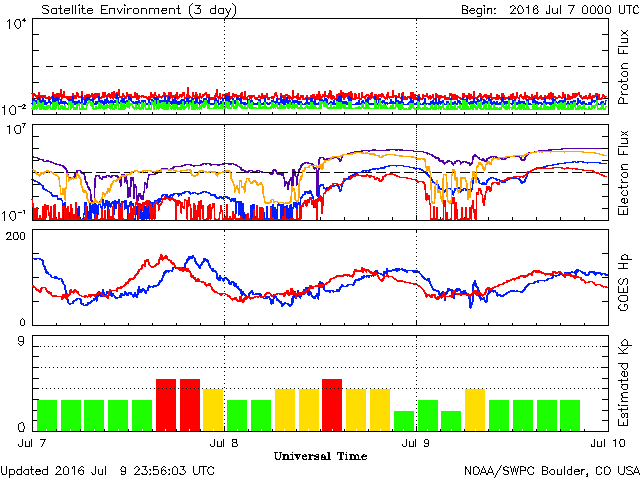 Satellite Environment (3 day) Begin: 2016 Jul 7 0000 UTC
10⁴
10⁻²
Proton Flux
10⁷
10⁻¹
Electron Flux
200
0
GOES Hp
9
0
Estimated Kp
Jul 7 Jul 8 Jul 9 Jul 10
Universal Time
Updated 2016 Jul 9 23:56:03 UTC NOAA/SWPC Boulder, CO USA